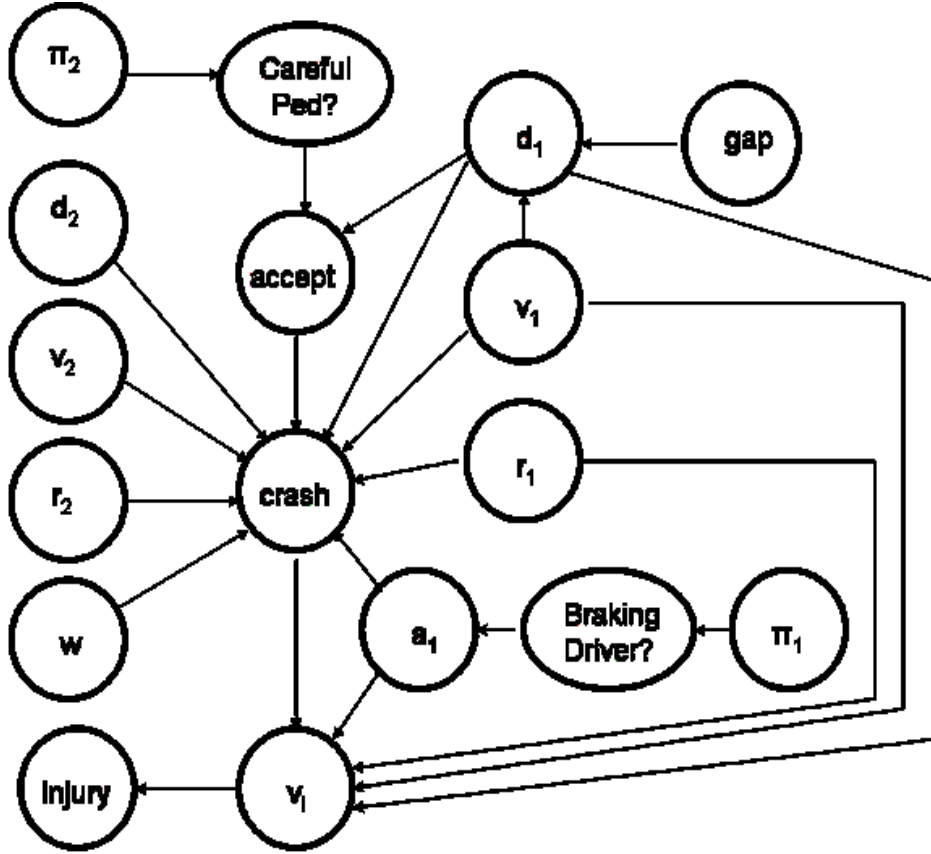 π₂
Careful
Ped?
d₁
gap
d₂
accept
v₁
v₂
r₁
r₂
crash
w
a₁
Braking
Driver?
π₁
Injury
vᵢ